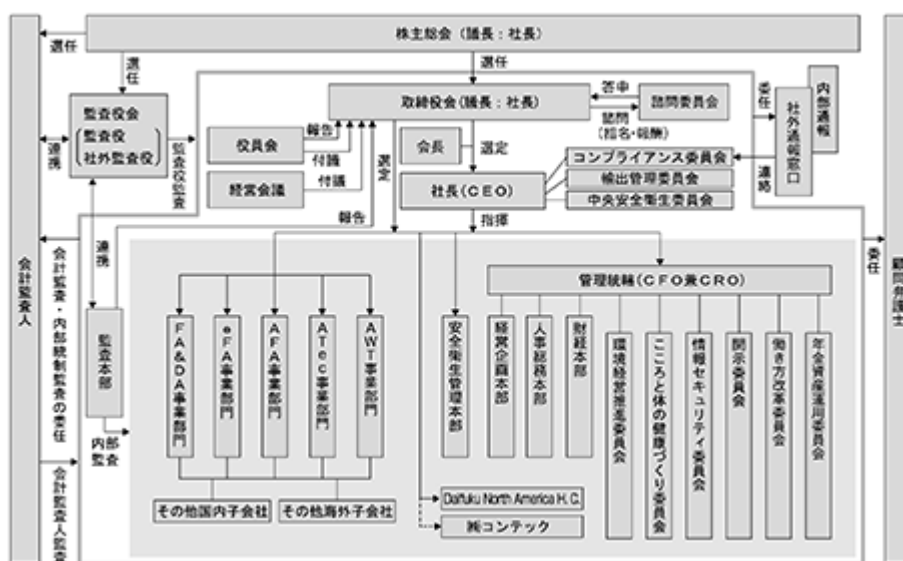 株主総会（議長：社長）
選任
選任
選任
取締役会（議長：社長）
答申
諮問
（指名・報酬）
諮問委員会
委任
内部通報
社外通報窓口
連絡
監査役会
監査役
社外監査役
連携
監査役監査
役員会
報告
付議
経営会議
付議
選定
会長
選定
社長（CEO）
コンプライアンス委員会
輸出管理委員会
中央安全衛生委員会
報告
指揮
連携
会計監査人
会計監査・内部統制監査の委任
委任
顧問弁護士
管理統轄（CFO兼CRO）
監査本部
内部監査
会計監査人監査
FA&DA事業部門
eFA事業部門
AFA事業部門
ATec事業部門
AWT事業部門
安全衛生管理本部
経営企画本部
人事総務本部
財経本部
環境経営推進委員会
こころと体の健康づくり委員会
情報セキュリティ委員会
開示委員会
働き方改革委員会
年金資産運用委員会
その他国内子会社
その他海外子会社
Daifuku North America H. C.
㈱コンテック